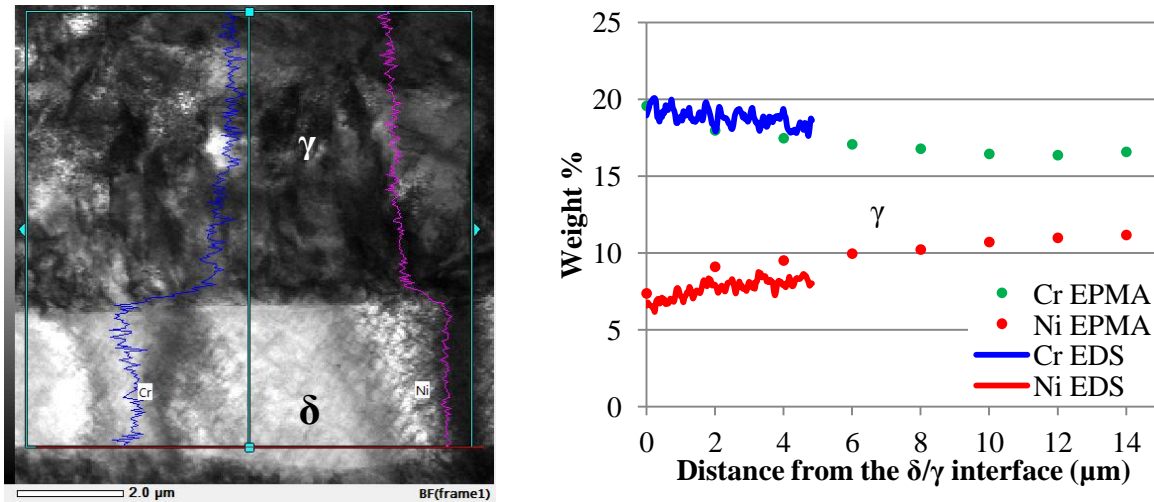 γ
Cr
Ni
δ
2.0 µm
BF(frame1)
25
20
15
10
5
0
Weight %
γ
Cr EPMA
Ni EPMA
Cr EDS
Ni EDS
0 2 4 6 8 10 12 14
Distance from the δ/γ interface (µm)